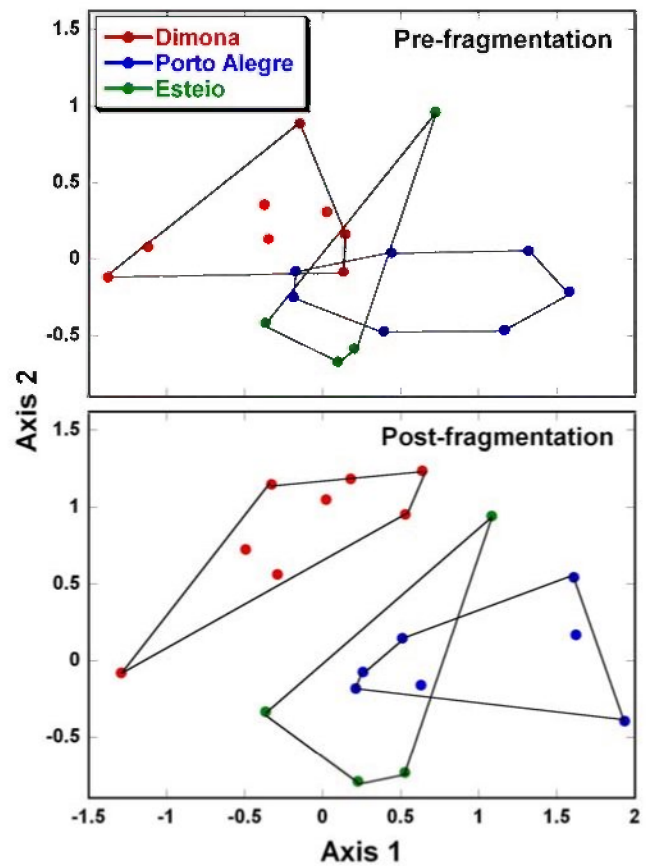 1.5
Dimona
Porto Alegre
Esteio
Pre-fragmentation
1
0.5
0
-0.5
Axis 2
1.5
Post-fragmentation
1
0.5
0
-0.5
-1.5 -1 -0.5 0 0.5 1 1.5 2
Axis 1